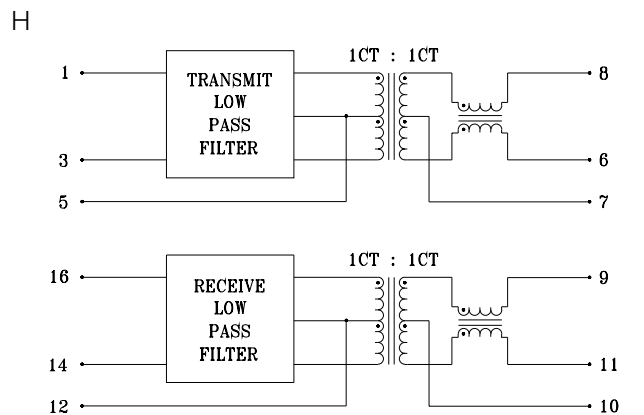 H
1CT : 1CT
1
TRANSMIT
LOW
PASS
FILTER
8
3
6
5
7
1CT : 1CT
16
RECEIVE
LOW
PASS
FILTER
9
14
11
12
10